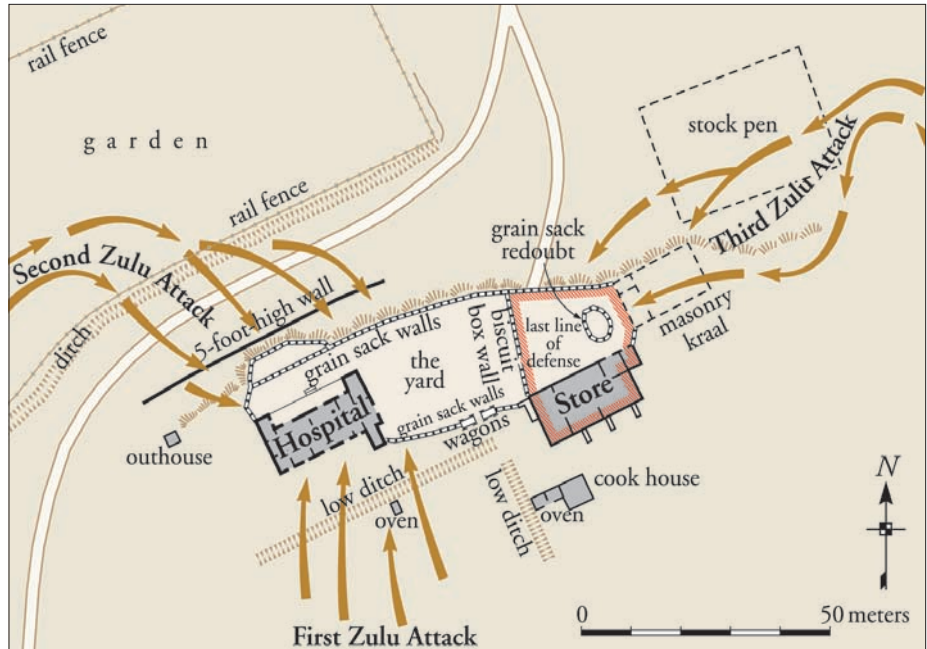 rail fence
garden
rail fence
stock pen
Third Zulu Attack
grain sack
redoubt
Second Zulu Attack
5-foot-high wall
ditch
grain sack walls
the
yard
biscuit
box wall
last line
of
defense
masonry
kraal
Store
Hospital
grain sack walls
wagons
outhouse
low ditch
oven
low ditch
cook house
oven
N
First Zulu Attack
0 50 meters